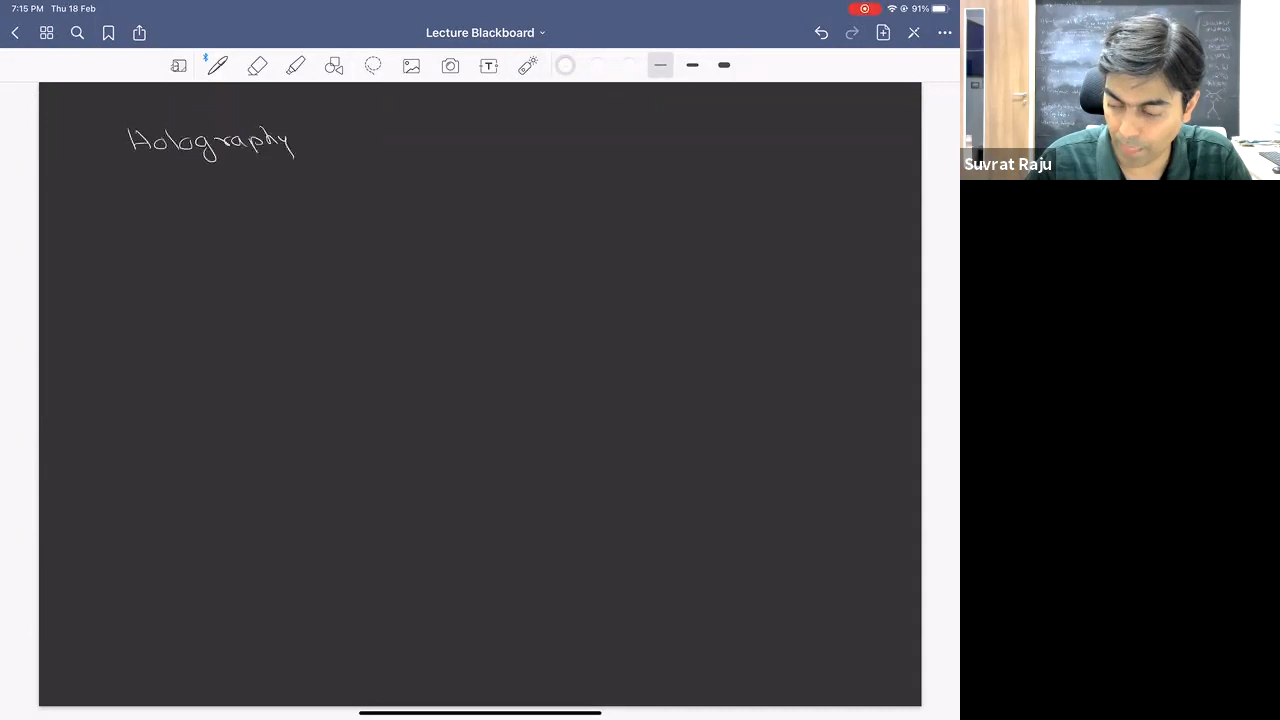 7:15 PM Thu 18 Feb 91%
Lecture Blackboard
T
Holography
Suvrat Raju